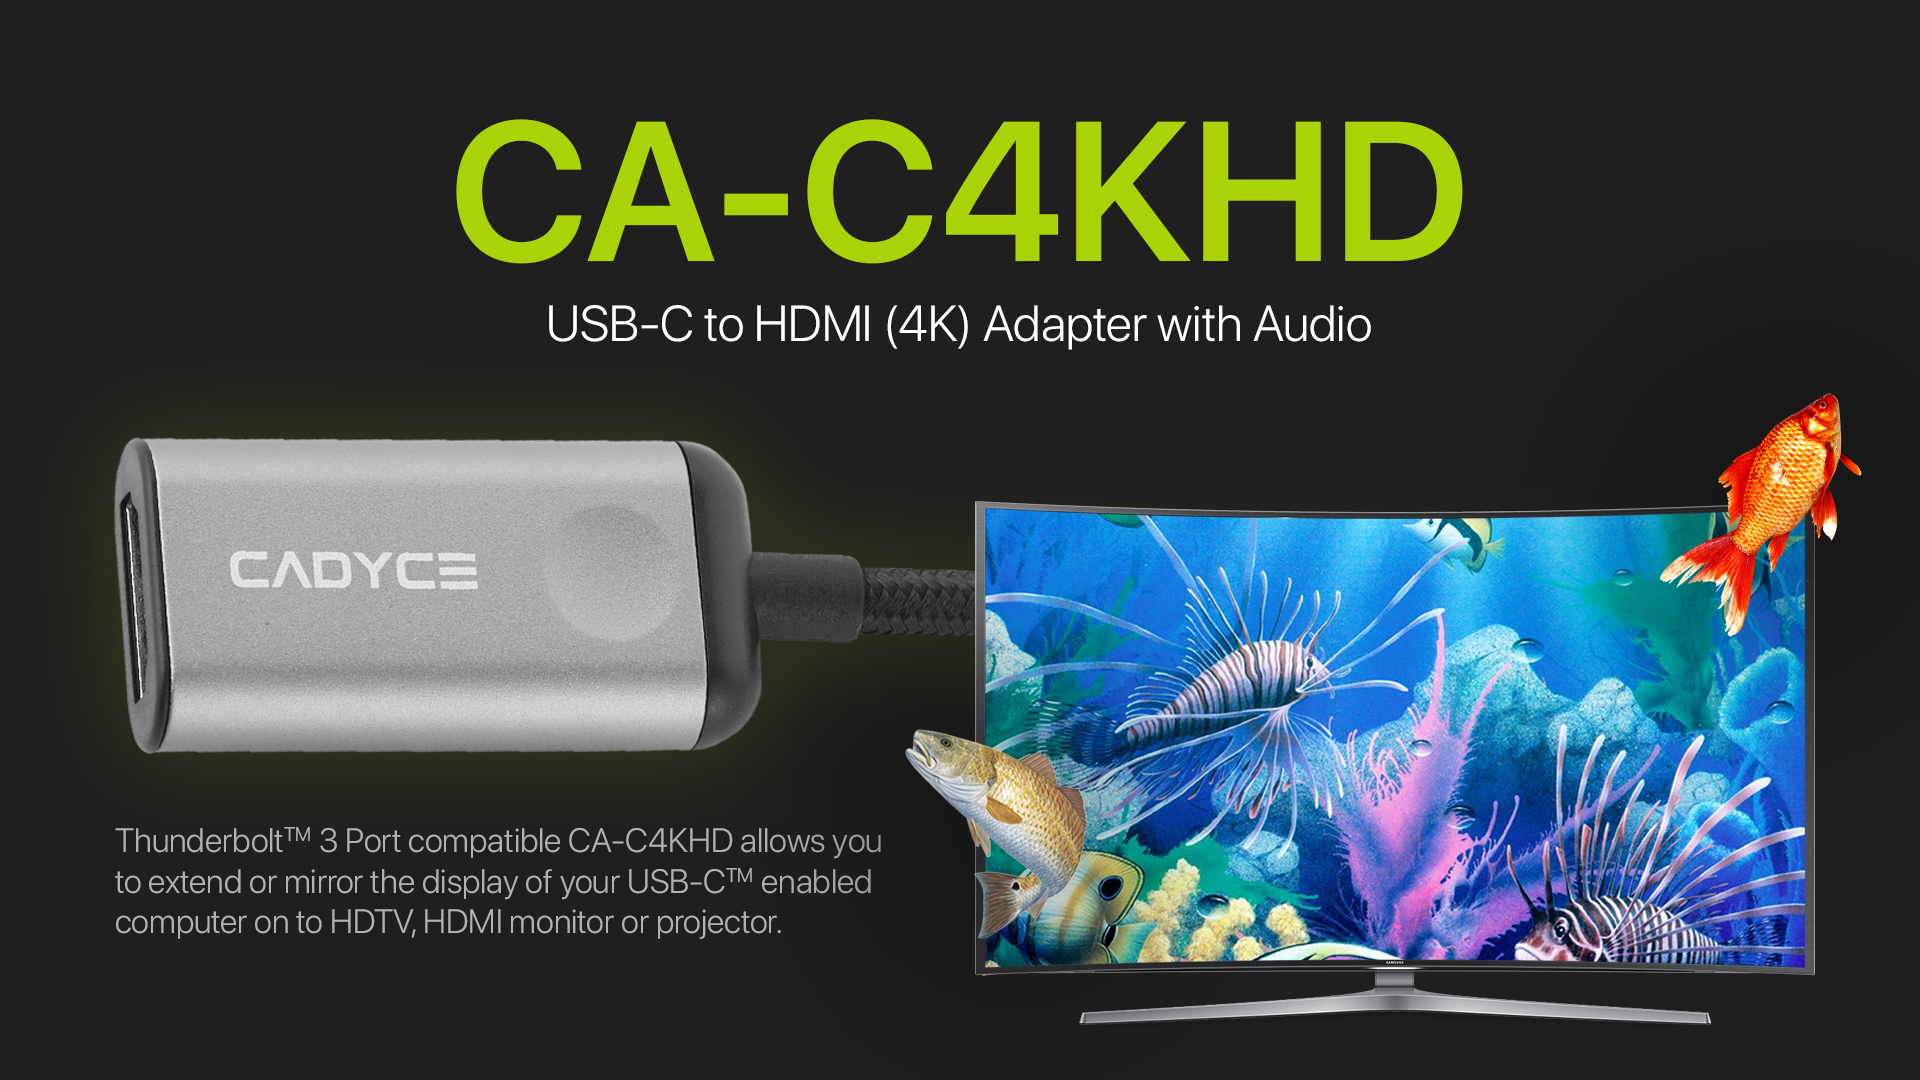 CA-C4KHD
USB-C to HDMI (4K) Adapter with Audio
CADYCE
Thunderbolt™ 3 Port compatible CA-C4KHD allows you
to extend or mirror the display of your USB-C™ enabled
computer on to HDTV, HDMI monitor or projector.
SAMSUNG